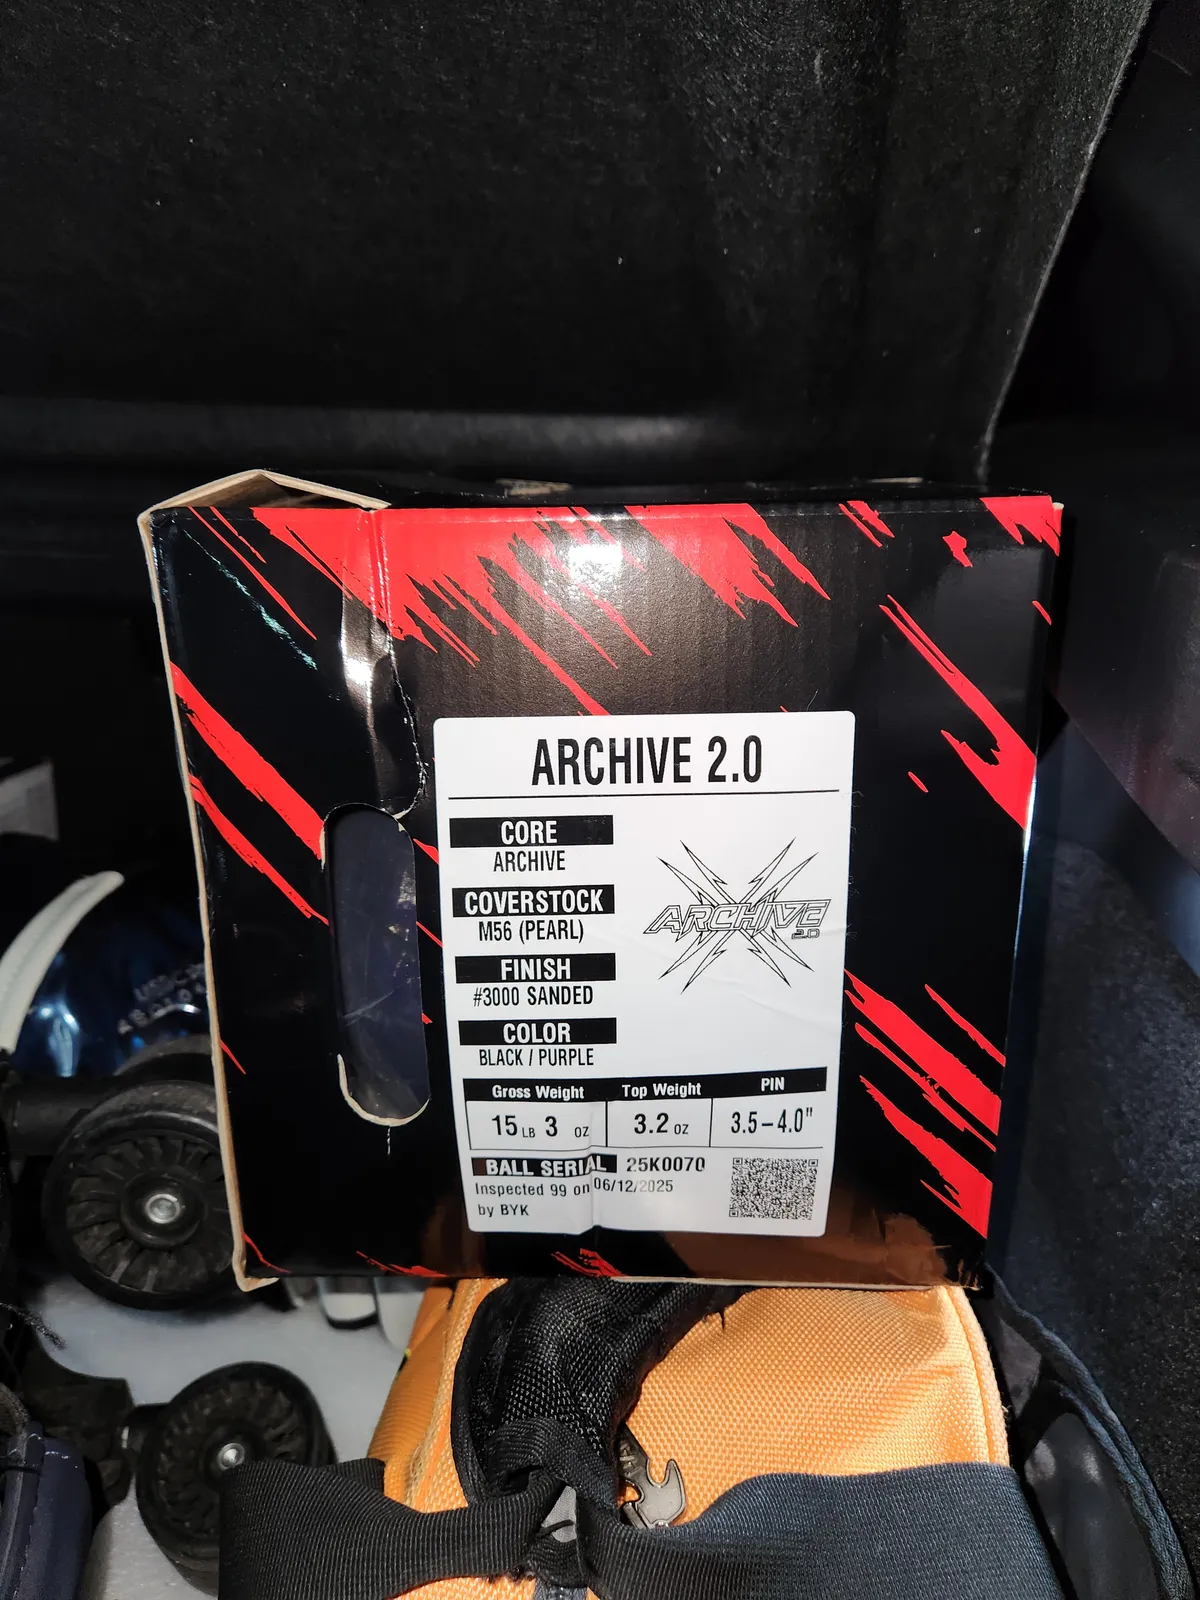 ARCHIVE 2.0
CORE
ARCHIVE
COVERSTOCK
M56 (PEARL)
FINISH
#3000 SANDED
COLOR
BLACK / PURPLE
ARCHIVE
2.0
Gross Weight Top Weight PIN
15 LB 3 OZ 3.2 OZ 3.5–4.0"
BALL SERIAL 25K0070
Inspected 99 on 06/12/2025
by BYK